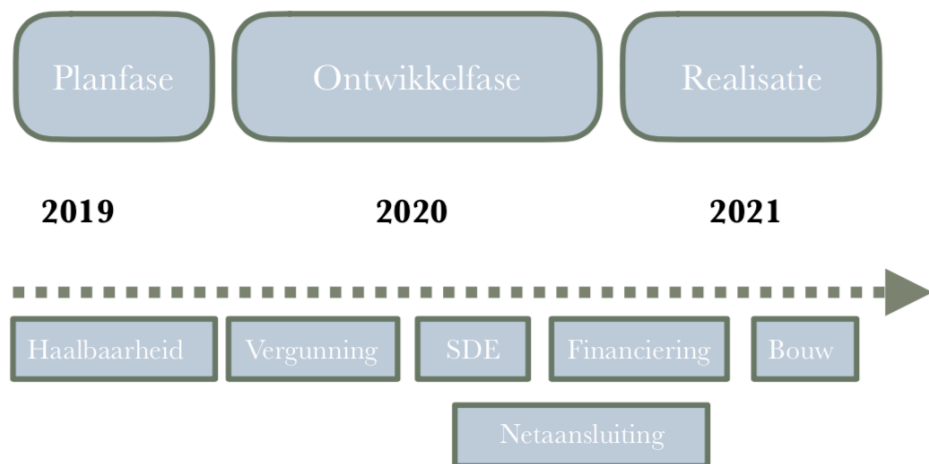 Planfase
Ontwikkelfase
Realisatie
2019
2020
2021
Haalbaarheid
Vergunning
SDE
Financiering
Bouw
Netaansluiting